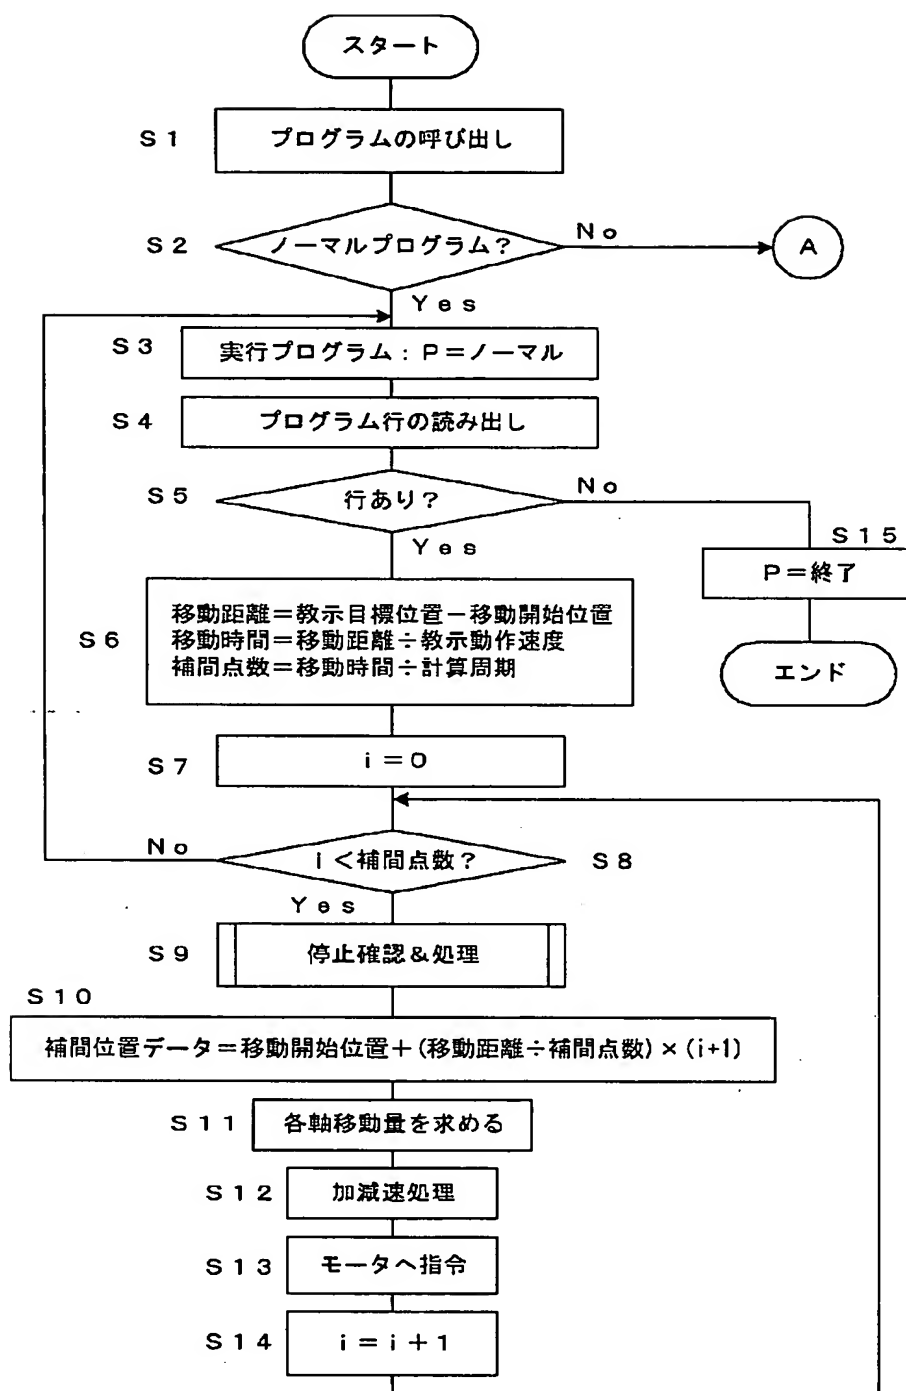 スタート
S1
プログラムの呼び出し
S2
ノーマルプログラム?
No
A
Yes
S3
実行プログラム：P＝ノーマル
S4
プログラム行の読み出し
S5
行あり?
No
Yes
S15
P＝終了
エンド
S6
移動距離＝教示目標位置－移動開始位置
移動時間＝移動距離÷教示動作速度
補間点数＝移動時間÷計算周期
S7
i＝0
No
i＜補間点数?
S8
Yes
S9
停止確認＆処理
S10
補間位置データ＝移動開始位置＋(移動距離÷補間点数)×(i+1)
S11
各軸移動量を求める
S12
加減速処理
S13
モータへ指令
S14
i＝i＋1